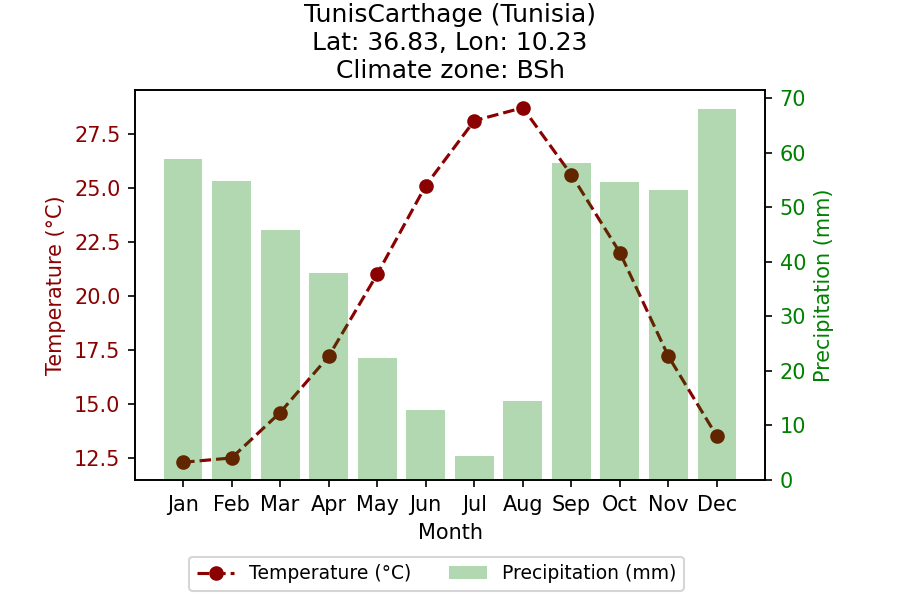 TunisCarthage (Tunisia)
Lat: 36.83, Lon: 10.23
Climate zone: BSh
Temperature (°C)
27.5
25.0
22.5
20.0
17.5
15.0
12.5
70
60
50
40
30
20
10
0
Precipitation (mm)
Jan Feb Mar Apr May Jun Jul Aug Sep Oct Nov Dec
Month
Temperature (°C) Precipitation (mm)